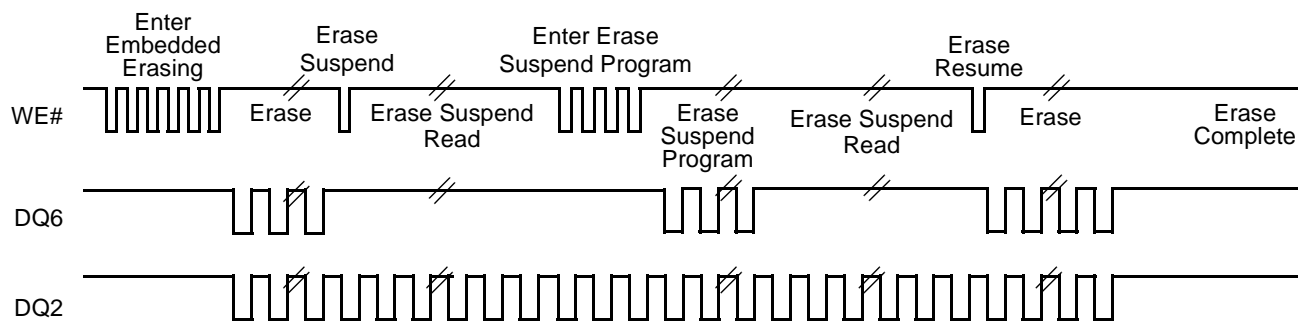 Enter
Embedded
Erasing
Erase
Suspend
Enter Erase
Suspend Program
Erase
Resume
WE#
Erase
Erase Suspend
Read
Erase
Suspend
Program
Erase Suspend
Read
Erase
Erase
Complete
DQ6
DQ2